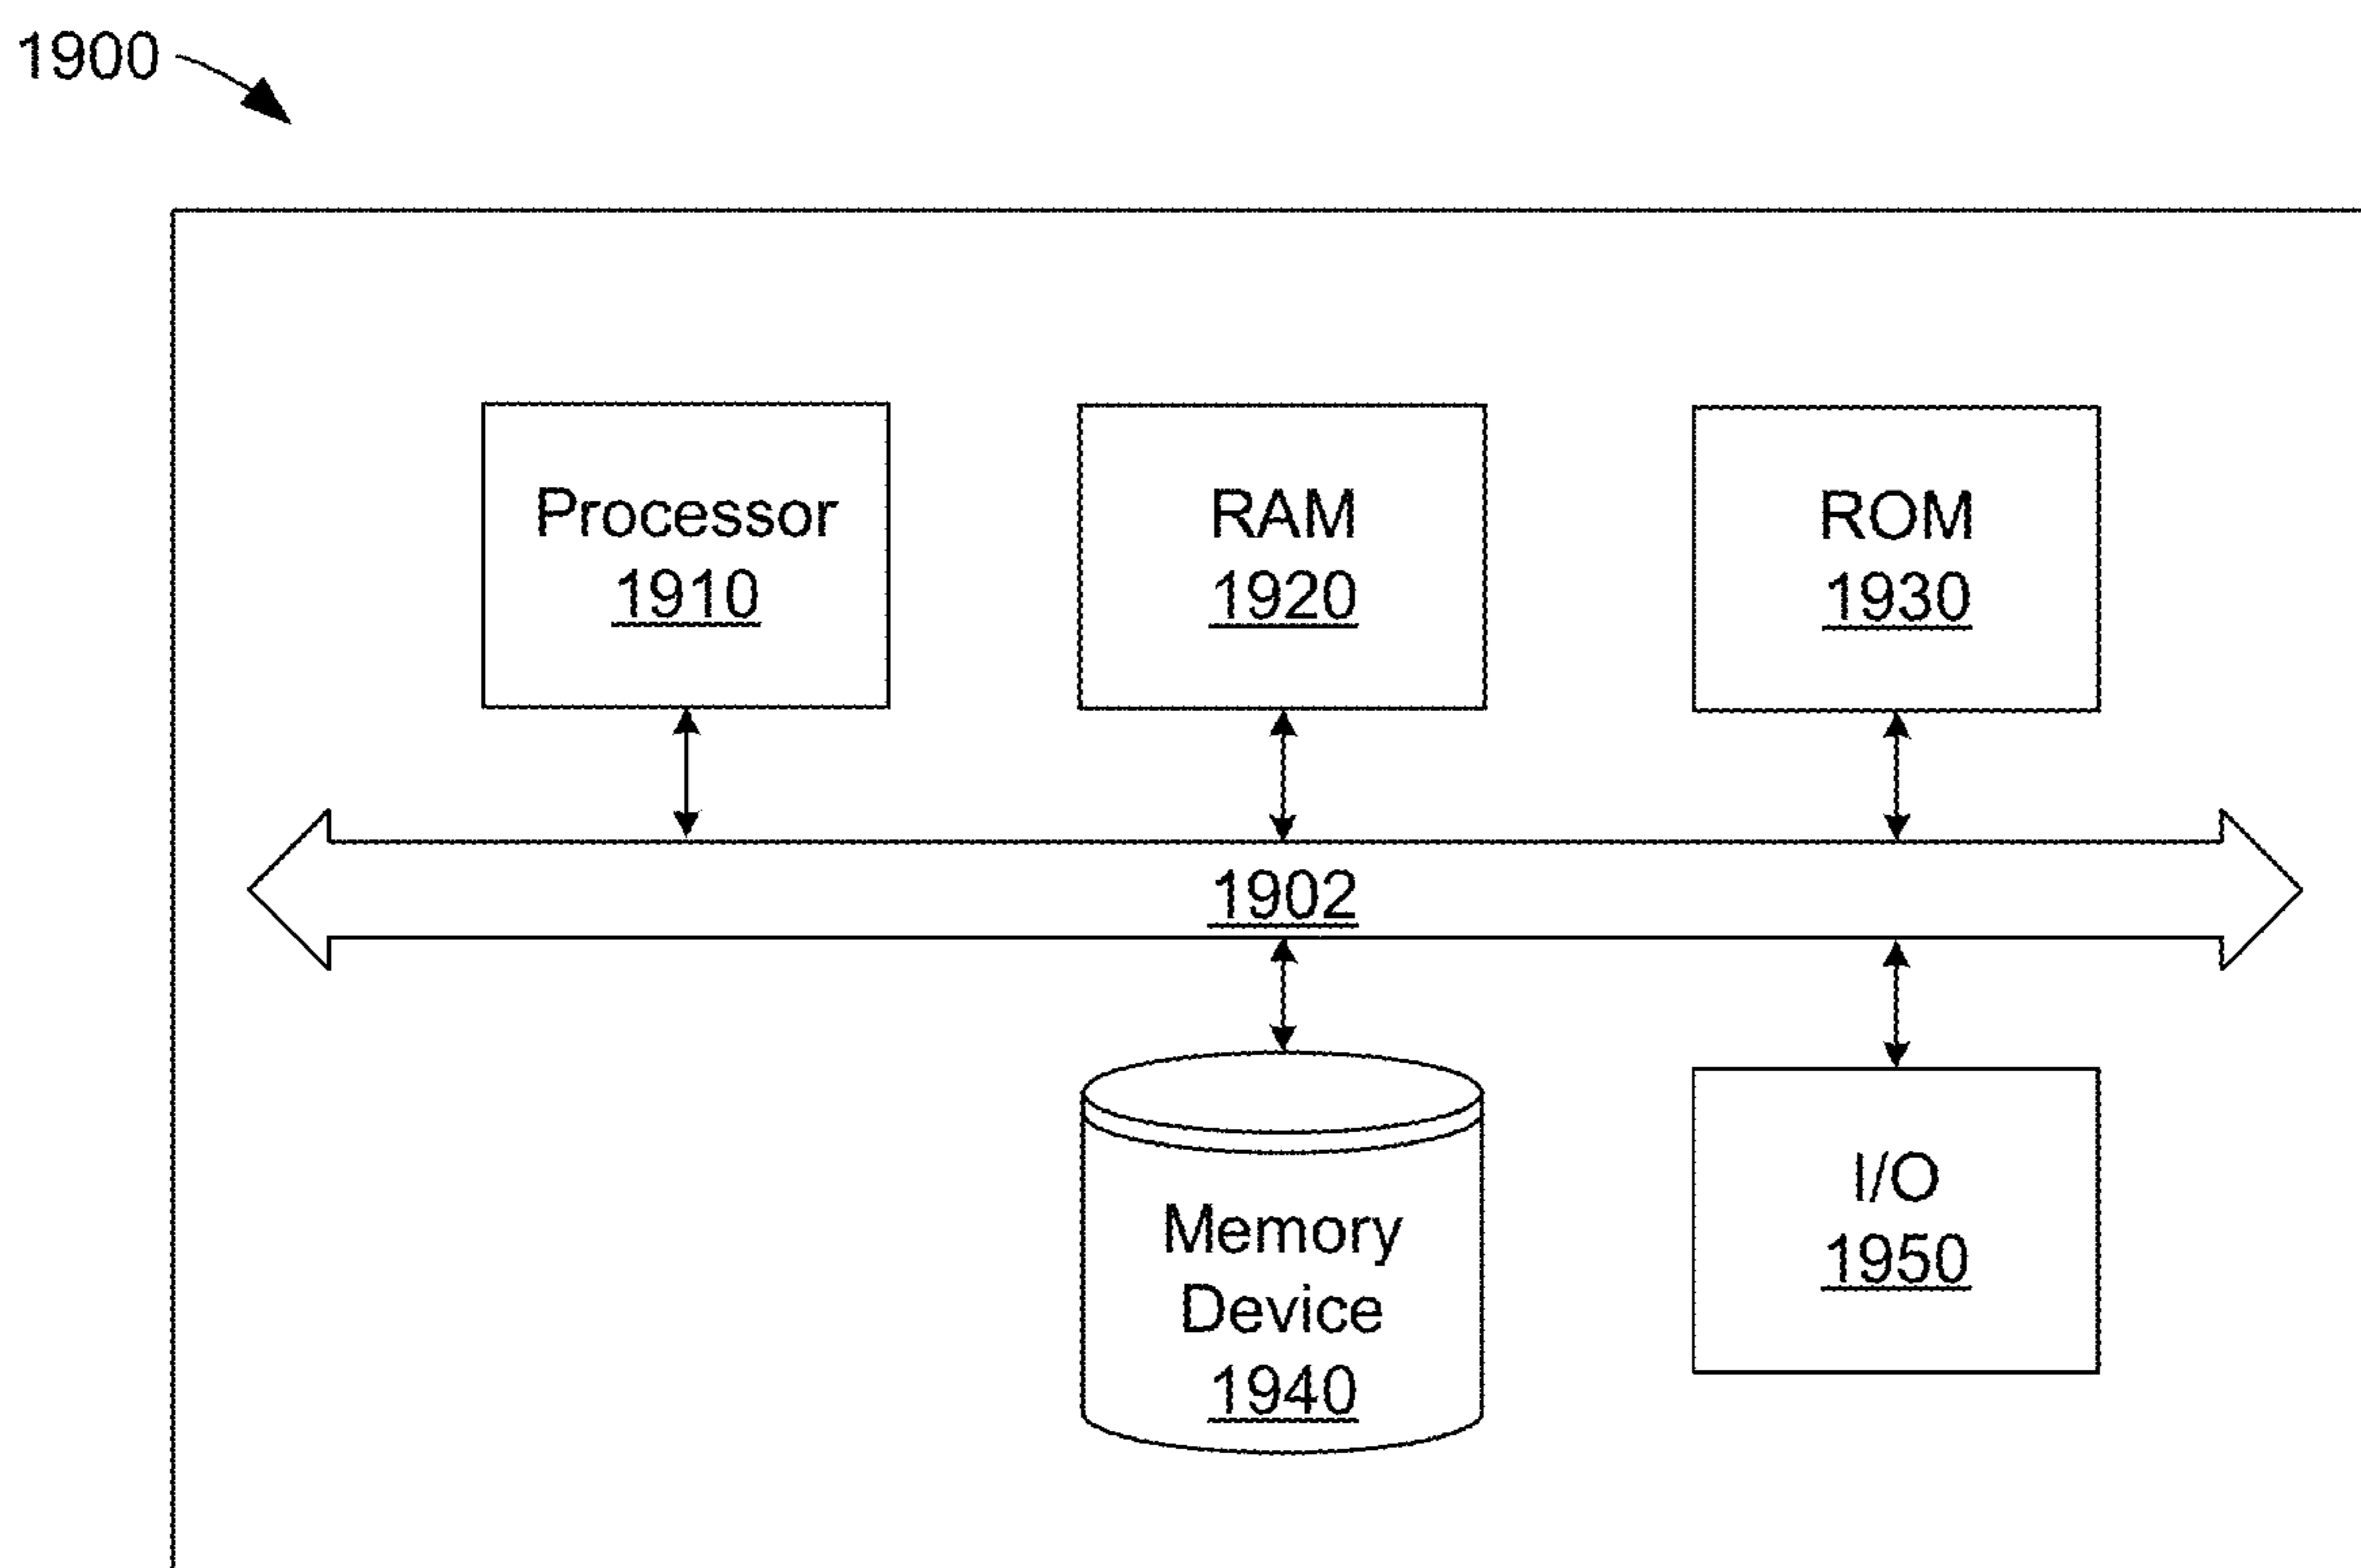 1900
Processor
1910
RAM
1920
ROM
1930
1902
Memory
Device
1940
I/O
1950